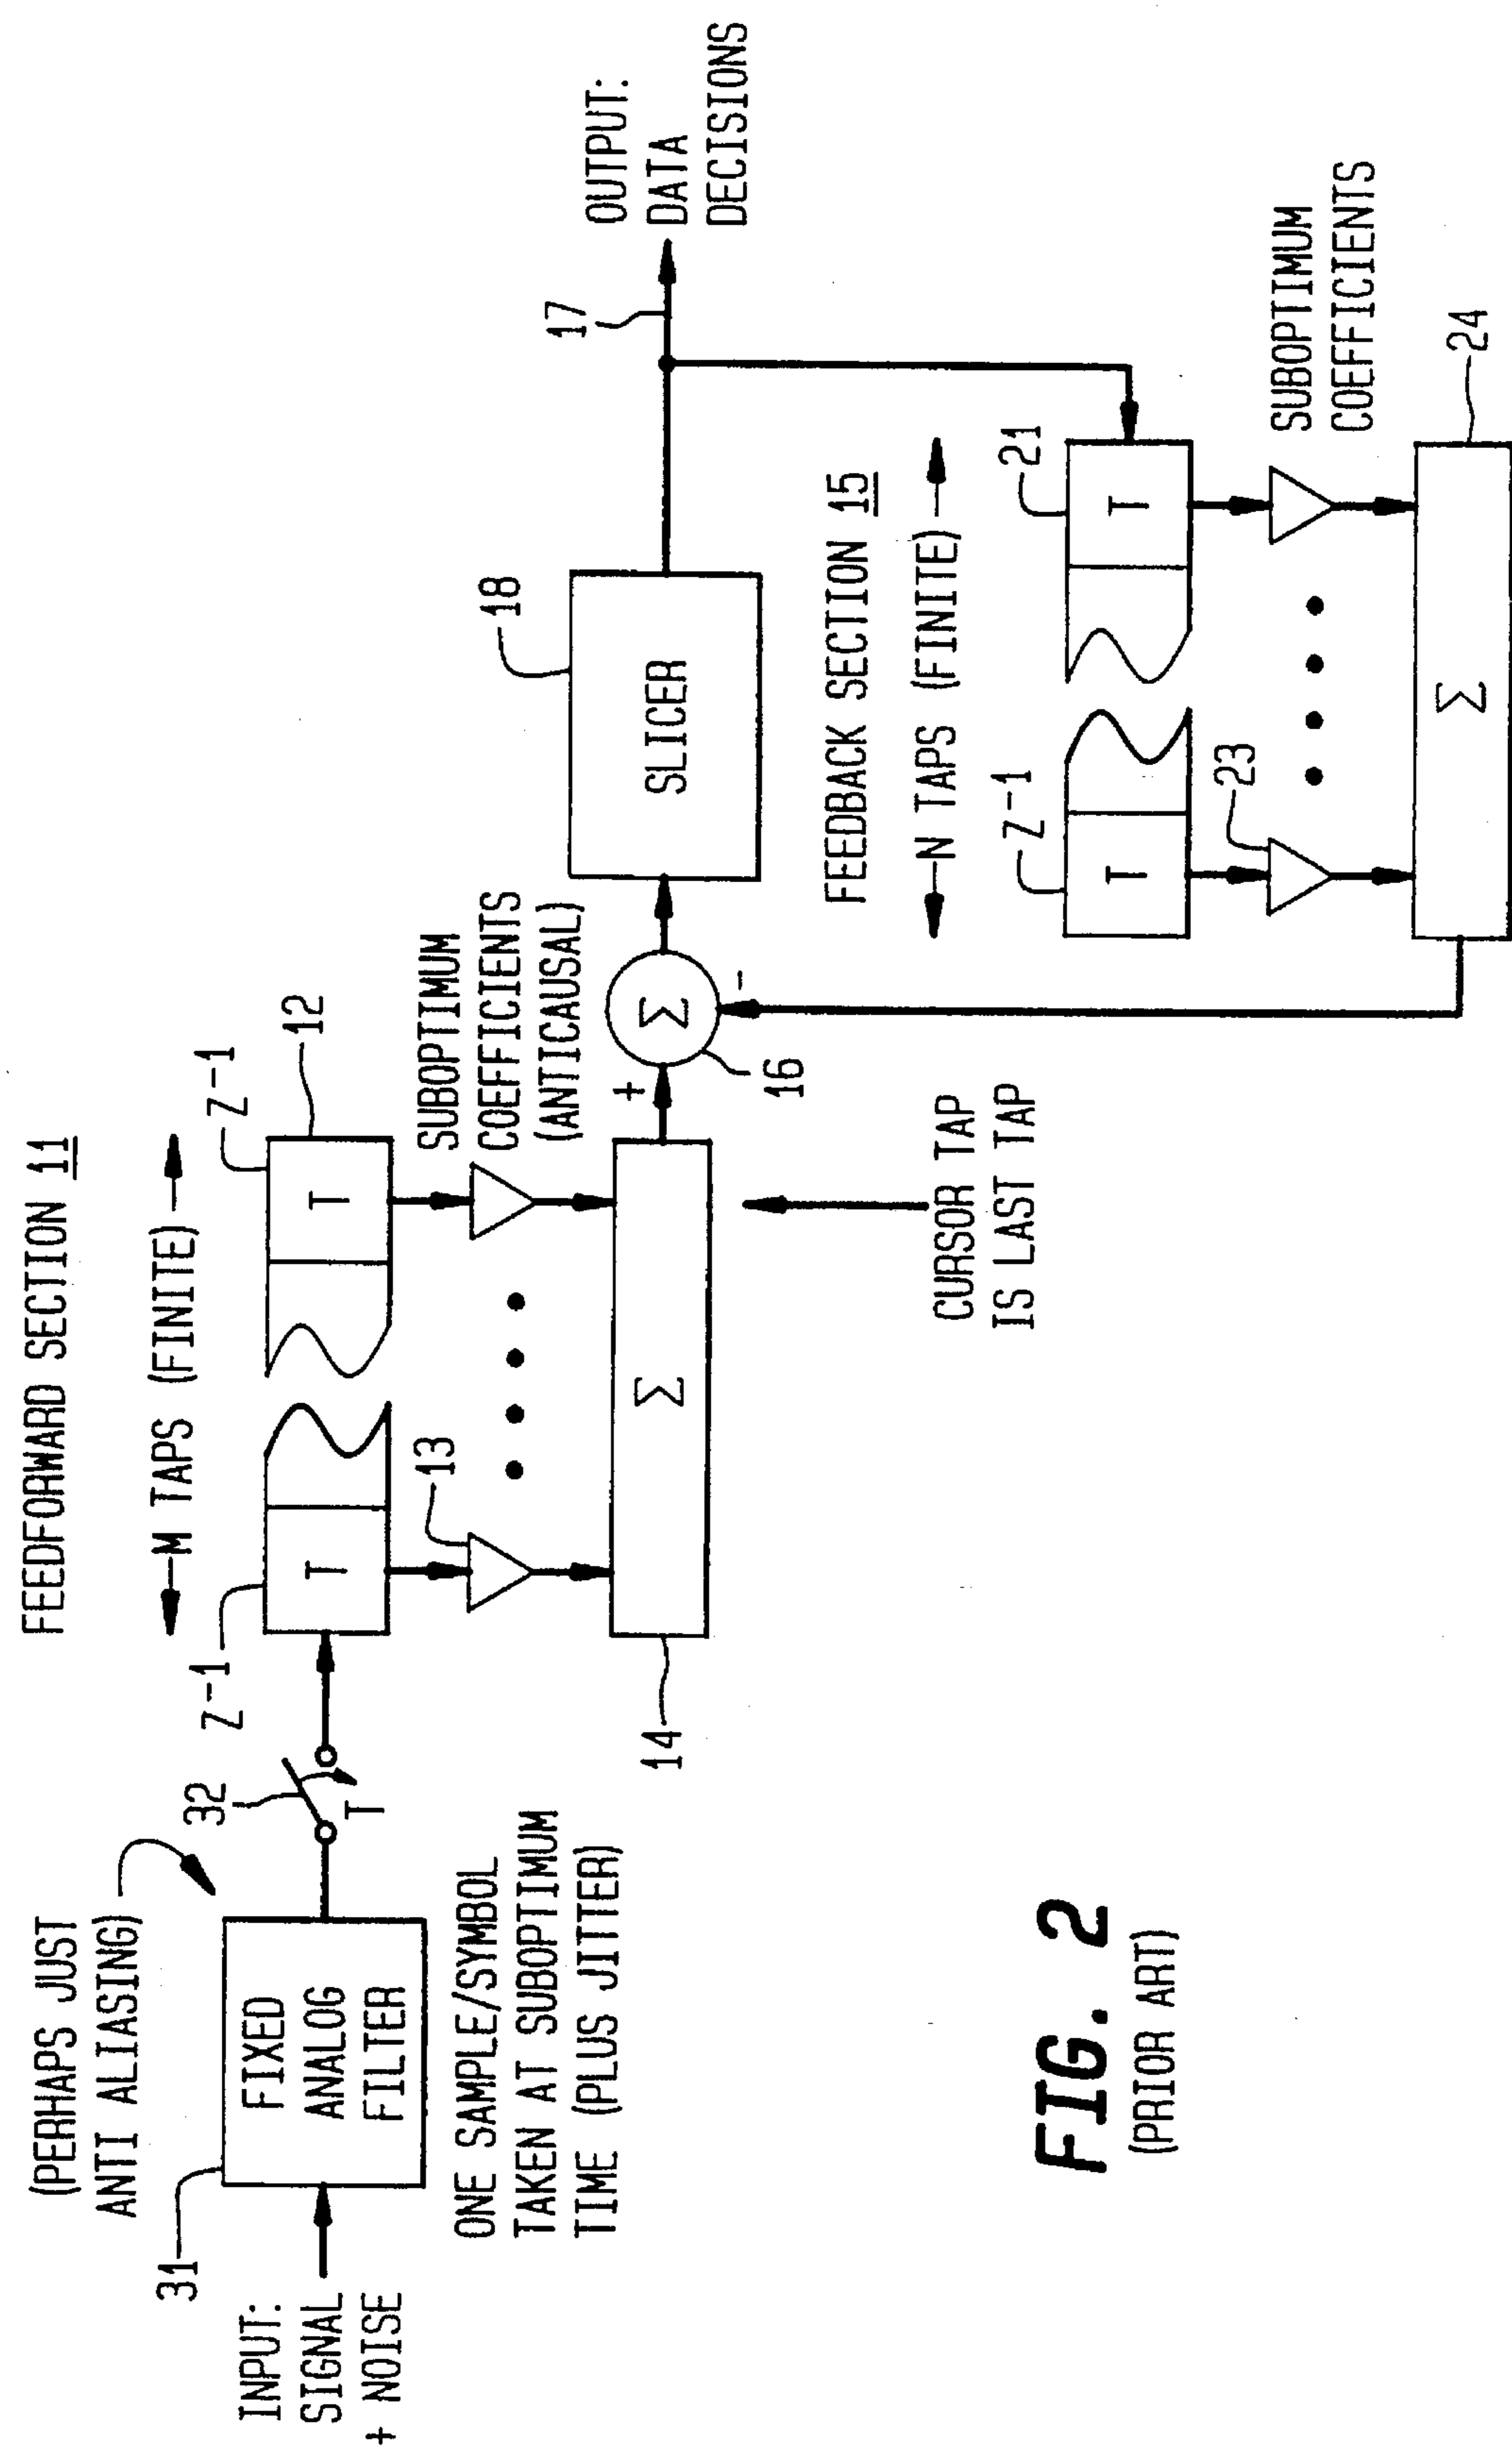 FEEDFORWARD SECTION 11
M TAPS (FINITE)
(PERHAPS JUST
ANTI ALIASING)
31
INPUT:
SIGNAL
+ NOISE
FIXED
ANALOG
FILTER
32
T
ONE SAMPLE/SYMBOL
TAKEN AT SUBOPTIMUM
TIME (PLUS JITTER)
Z-1
T
T
Z-1
12
13
SUBOPTIMUM
COEFFICIENTS
(ANTICAUSAL)
14
Σ
CURSOR TAP
IS LAST TAP
+
Σ
-
16
SLICER
18
17
OUTPUT:
DATA
DECISIONS
FEEDBACK SECTION 15
N TAPS (FINITE)
Z-1
T
T
21
23
SUBOPTIMUM
COEFFICIENTS
Σ
24
FIG. 2
(PRIOR ART)